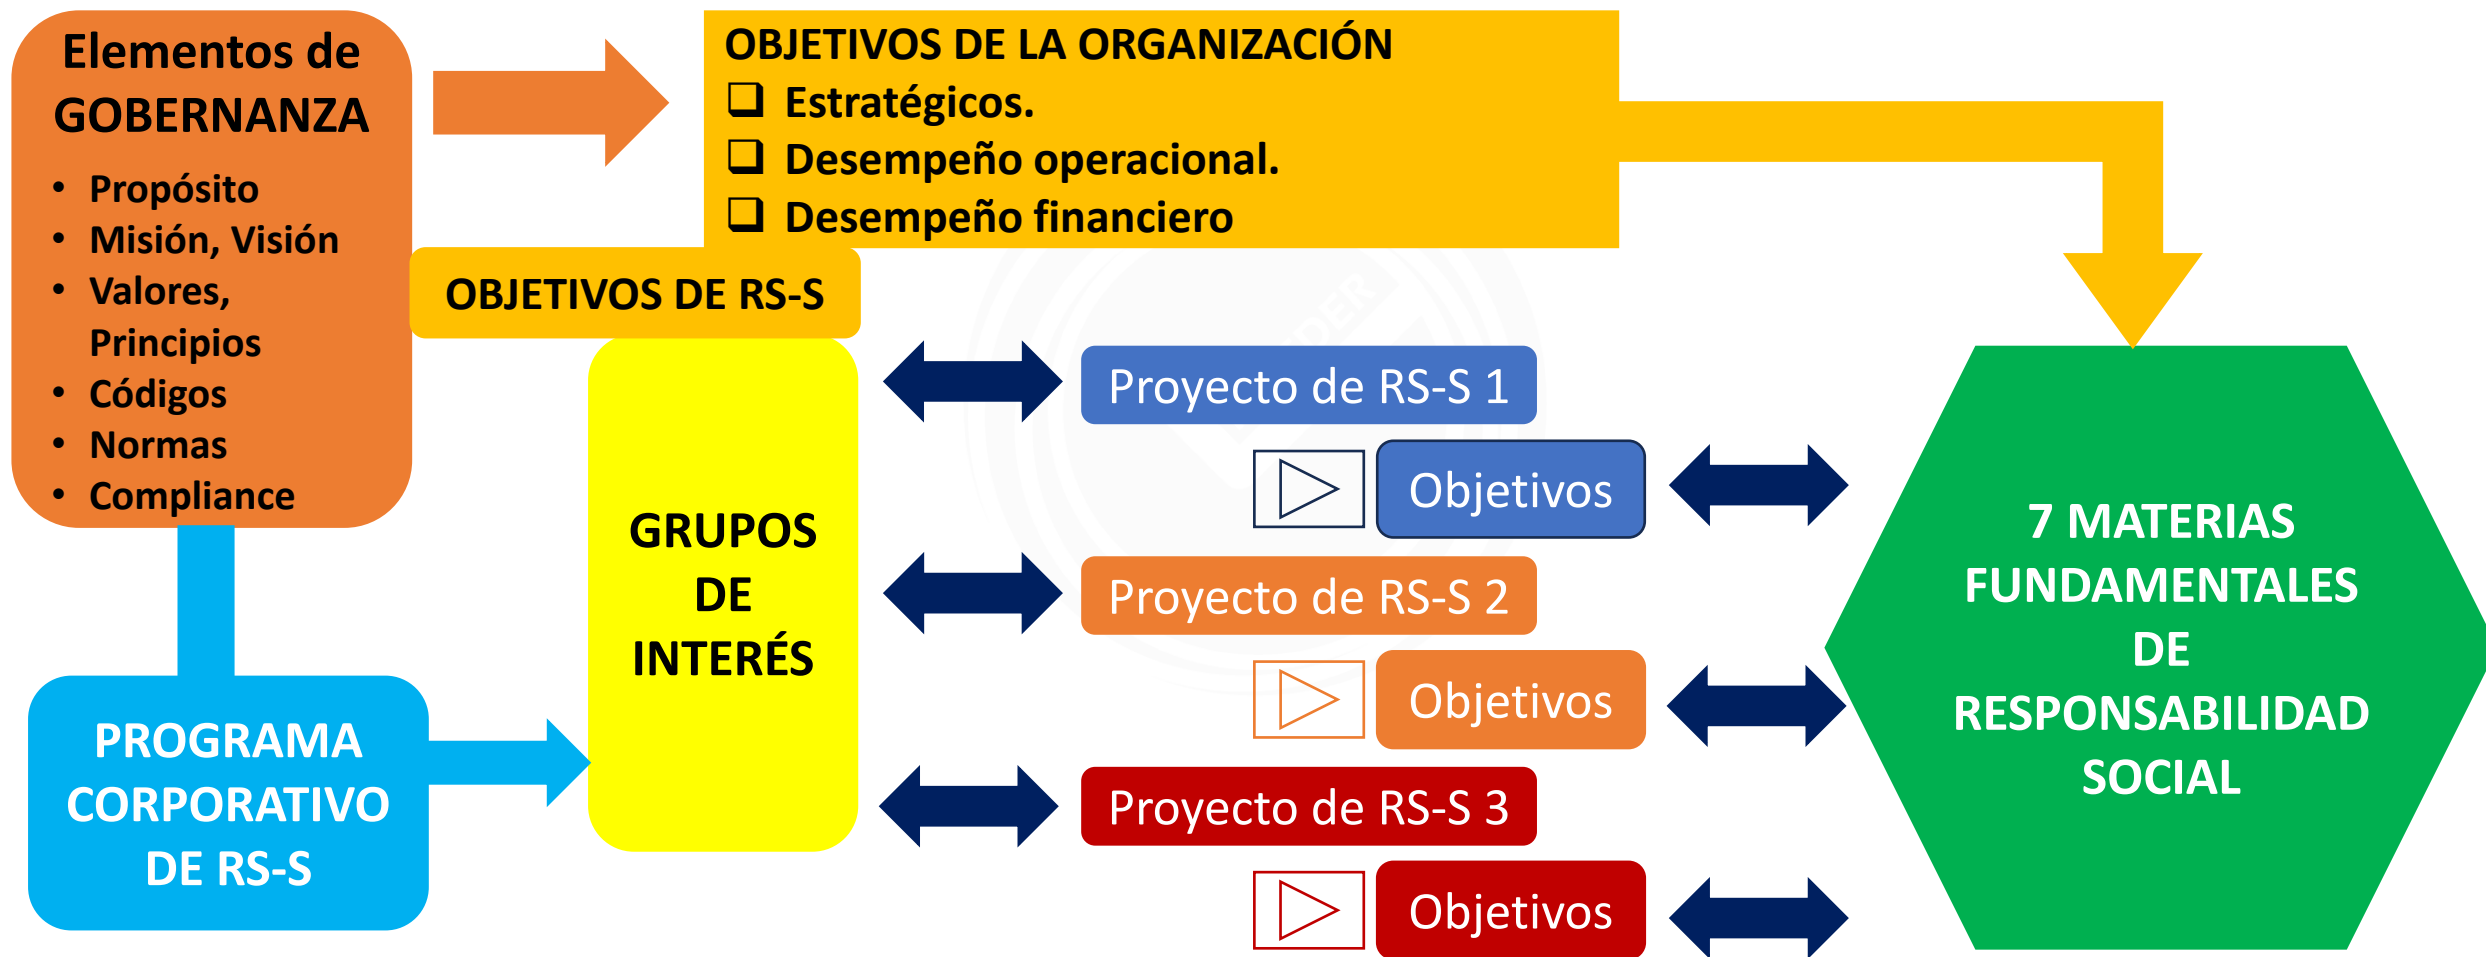 Elementos de
GOBERNANZA
• Propósito
• Misión, Visión
• Valores,
Principios
• Códigos
• Normas
• Compliance
OBJETIVOS DE LA ORGANIZACIÓN
❑ Estratégicos.
❑ Desempeño operacional.
❑ Desempeño financiero
OBJETIVOS DE RS-S
GRUPOS
DE
INTERÉS
PROGRAMA
CORPORATIVO
DE RS-S
Proyecto de RS-S 1
Objetivos
Proyecto de RS-S 2
Objetivos
Proyecto de RS-S 3
Objetivos
7 MATERIAS
FUNDAMENTALES
DE
RESPONSABILIDAD
SOCIAL